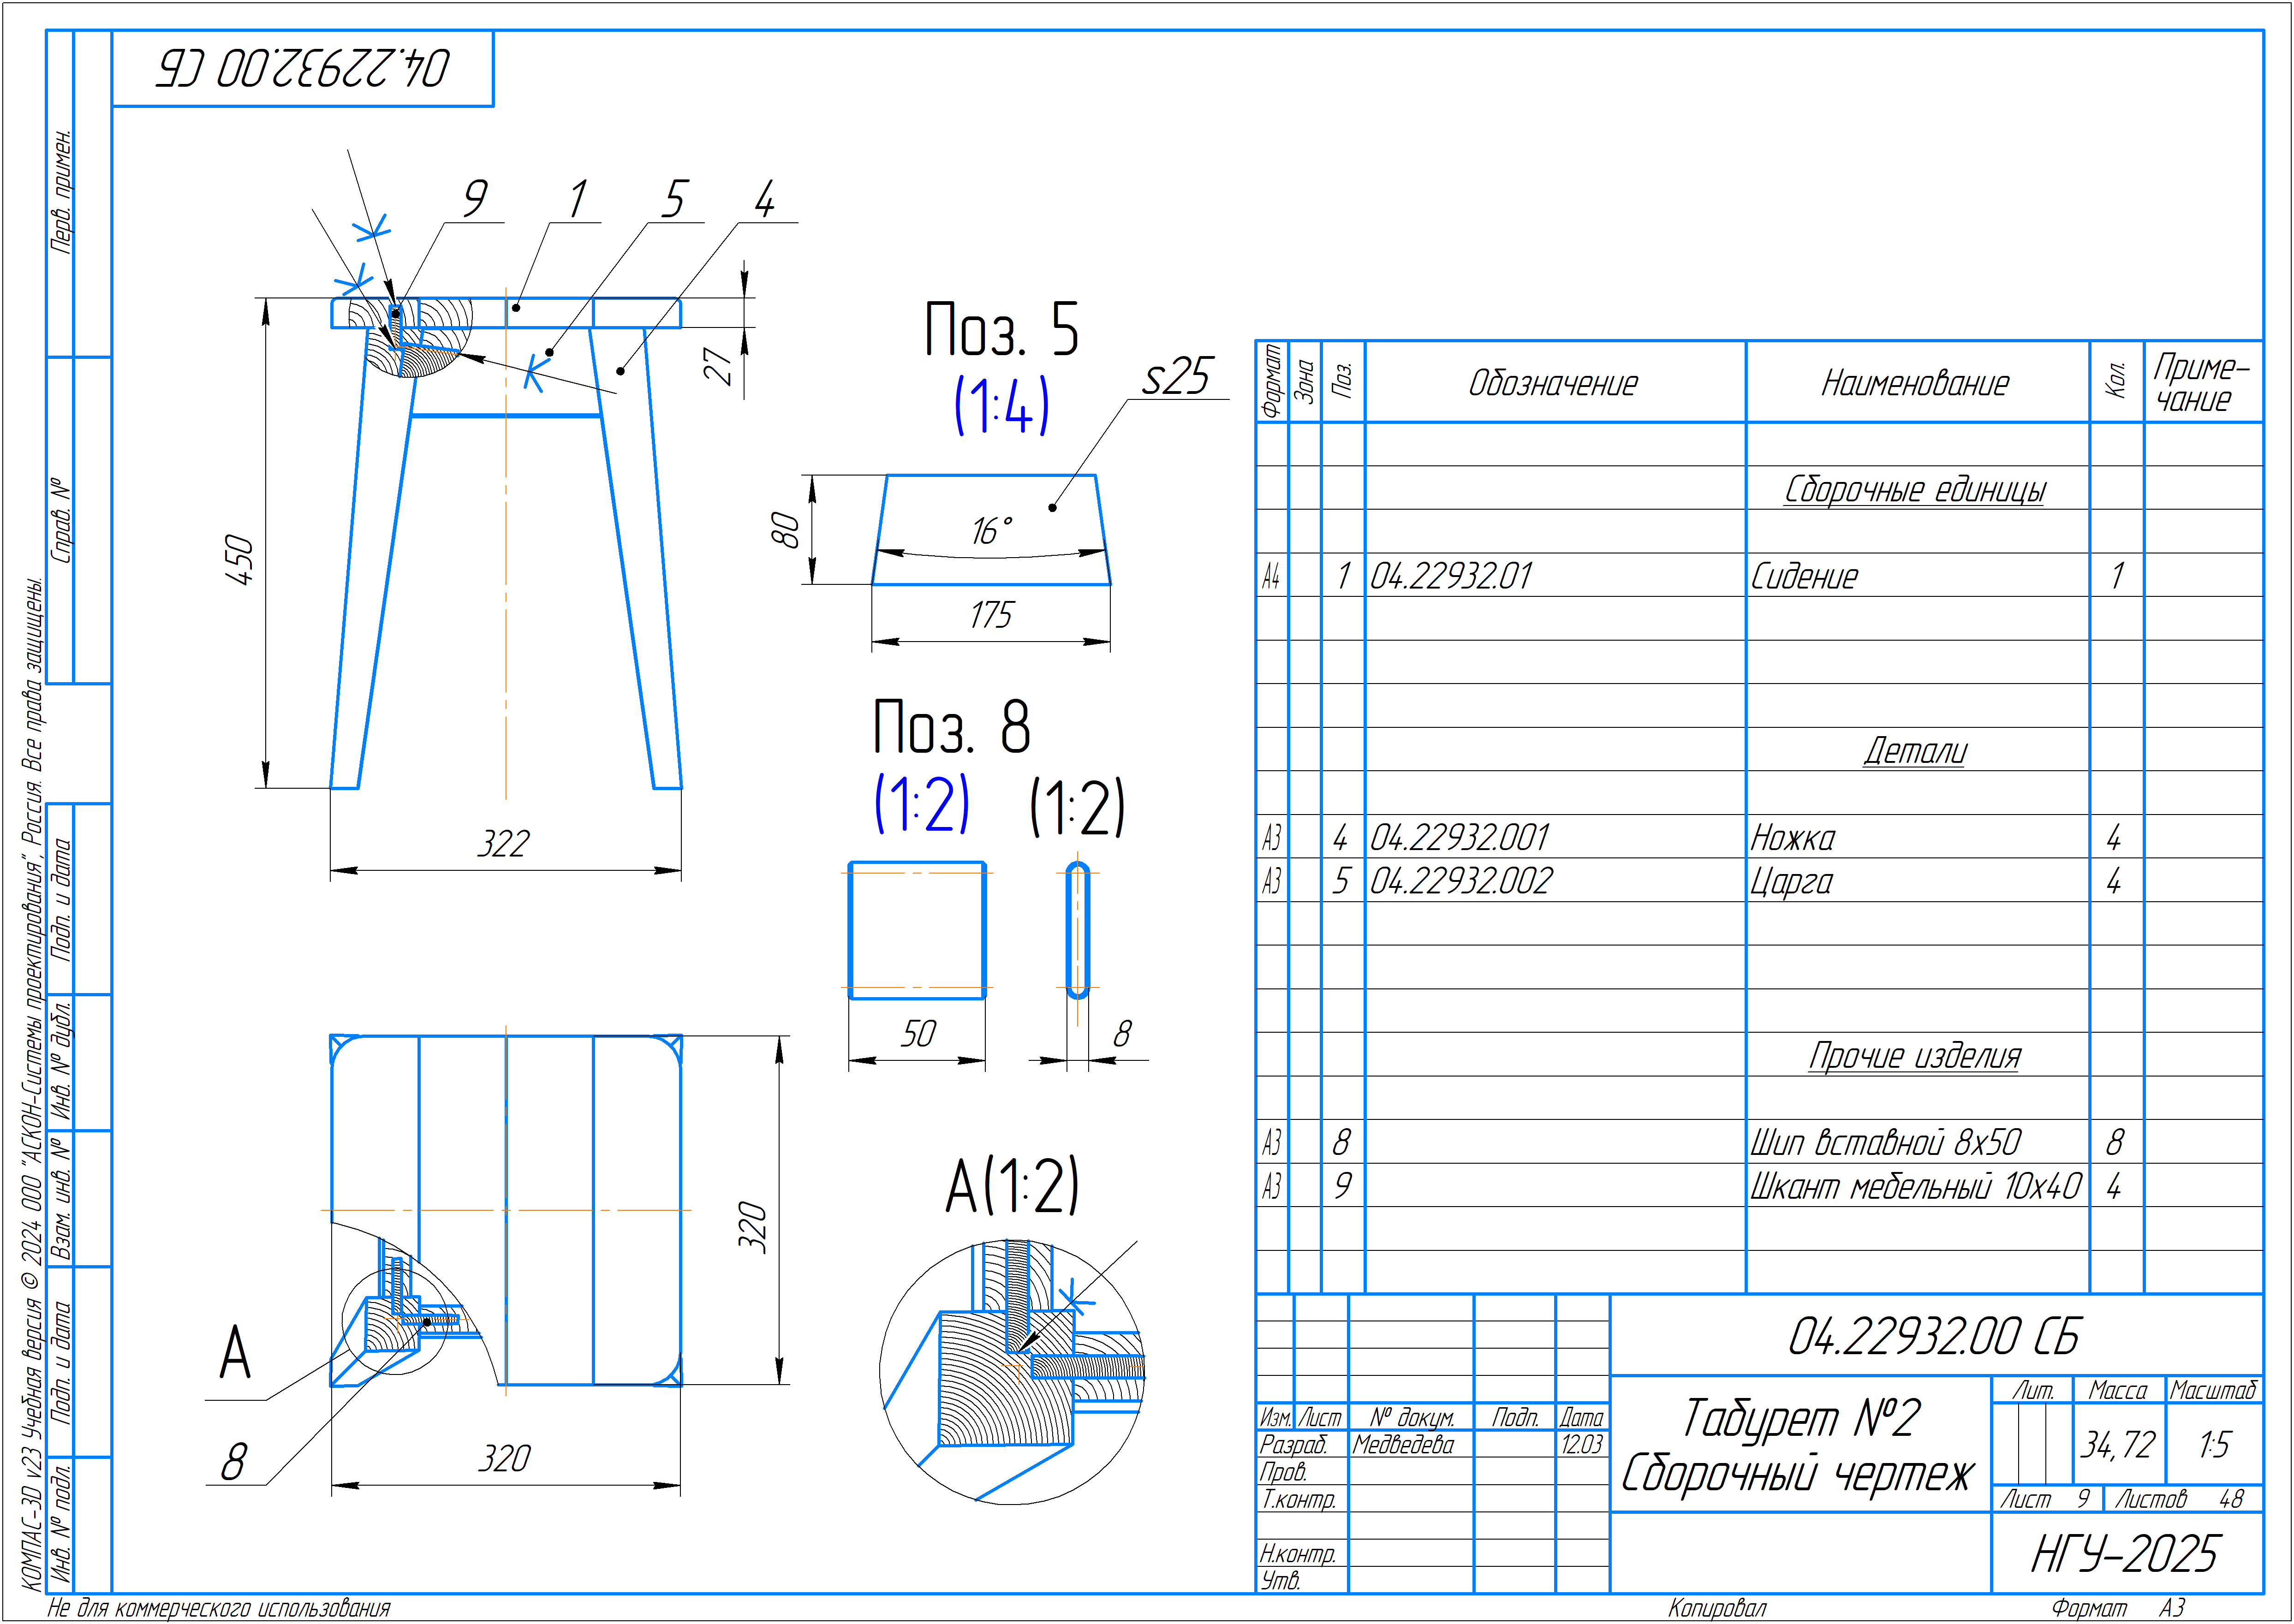 04.22932.00 СБ
Перв. примен.
Справ. №
Подп. и дата
Инв. № дубл.
Взам. инв. №
Подп. и дата
Инв. № подл.
КОМПАС-3D v23 Учебная версия © 2024 ООО "АСКОН-Системы проектирования", Россия. Все права защищены.
9
1
5
4
27
450
322
Поз. 5
(1:4)
s25
80
16°
175
Поз. 8
(1:2)
(1:2)
50
8
320
320
А
8
А(1:2)
Формат
Зона
Поз.
Обозначение
Наименование
Кол.
Приме-
чание
Сборочные единицы
А4 1 04.22932.01 Сидение 1
Детали
А3 4 04.22932.001 Ножка 4
А3 5 04.22932.002 Царга 4
Прочие изделия
А3 8 Шип вставной 8х50 8
А3 9 Шкант мебельный 10х40 4
04.22932.00 СБ
Изм. Лист № докум. Подп. Дата
Разраб. Медведева 12.03
Пров.
Т.контр.
Н.контр.
Утв.
Табурет №2
Сборочный чертеж
Лит. Масса Масштаб
34,72 1:5
Лист 9 Листов 48
НГУ-2025
Не для коммерческого использования
Копировал
Формат А3